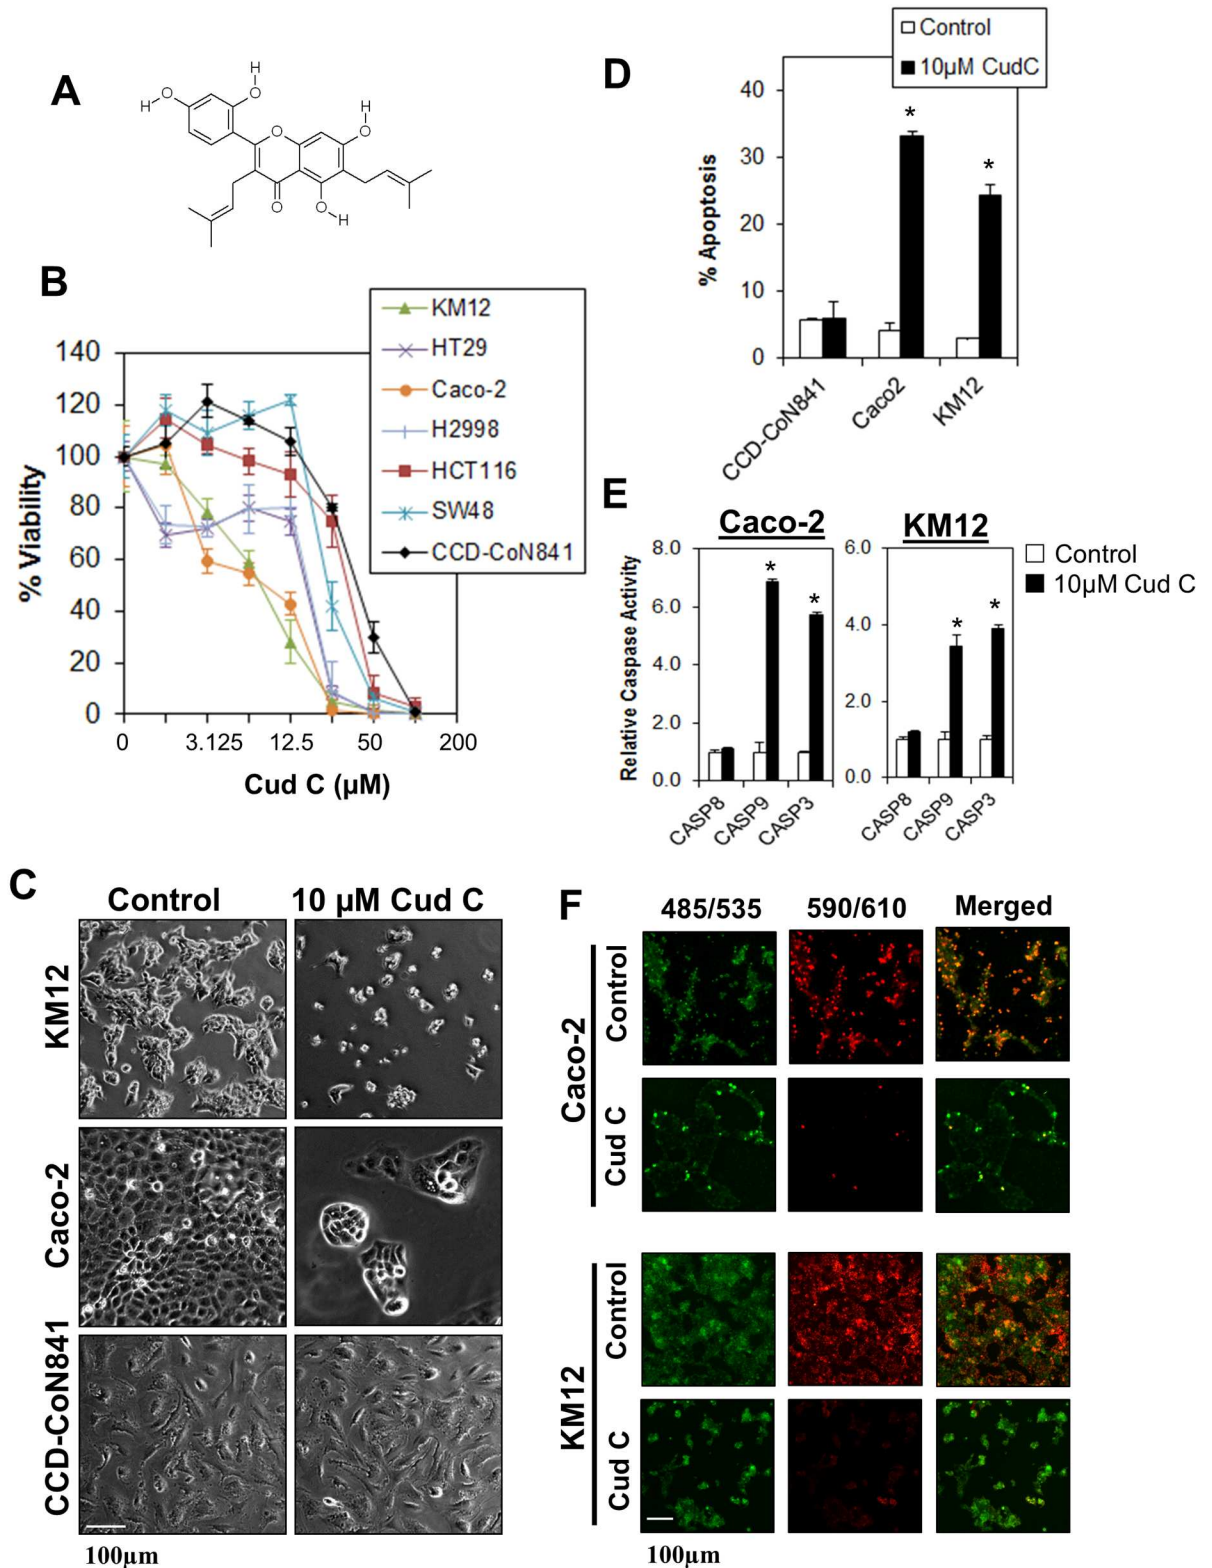 A
H
O
H
O
O
H
O
O
O
H
B
KM12
HT29
Caco-2
H2998
HCT116
SW48
CCD-CoN841
140
120
100
80
60
40
20
0
% Viability
0 3.125 12.5 50 200
Cud C (µM)
C
Control 10 µM Cud C
KM12
Caco-2
CCD-CoN841
100µm
D
Control
10µM CudC
40
30
20
10
0
% Apoptosis
*
*
CCD-CoN841 Caco2 KM12
E
Caco-2 KM12
Control
10µM Cud C
Relative Caspase Activity
8.0
6.0
4.0
2.0
0.0
* *
CASP8 CASP9 CASP3
6.0
4.0
2.0
0.0
* *
CASP8 CASP9 CASP3
F
485/535 590/610 Merged
Caco-2
Control
Cud C
KM12
Control
Cud C
100µm